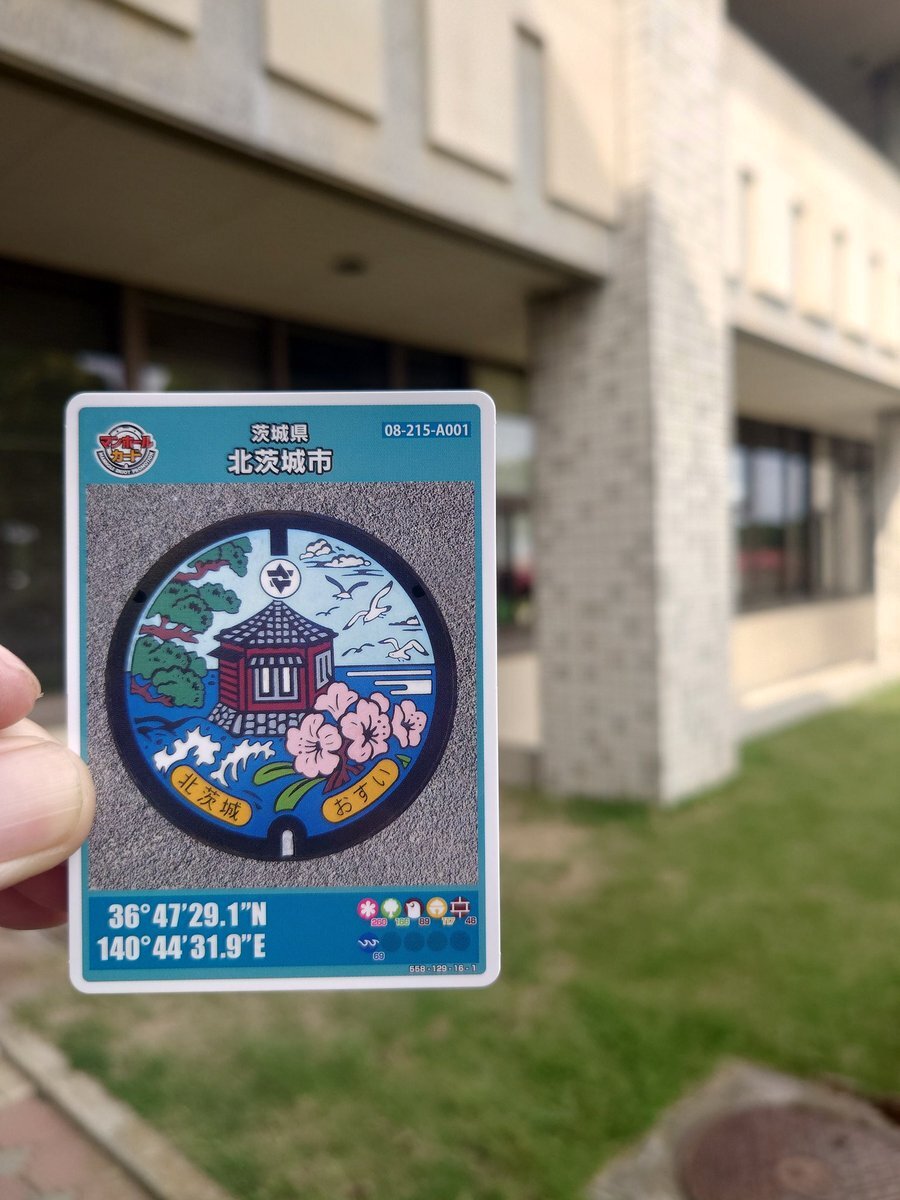 マンホール
カード
茨城県
北茨城市
08-215-A001
北茨城
おすい
36°47'29.1"N
140°44'31.9"E
69
558-129-16-1